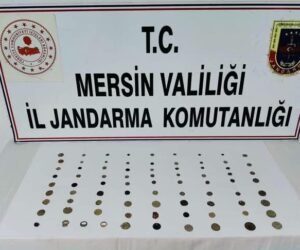 T.C.
MERSİN VALİLİĞİ
İL JANDARMA KOMUTANLIĞI